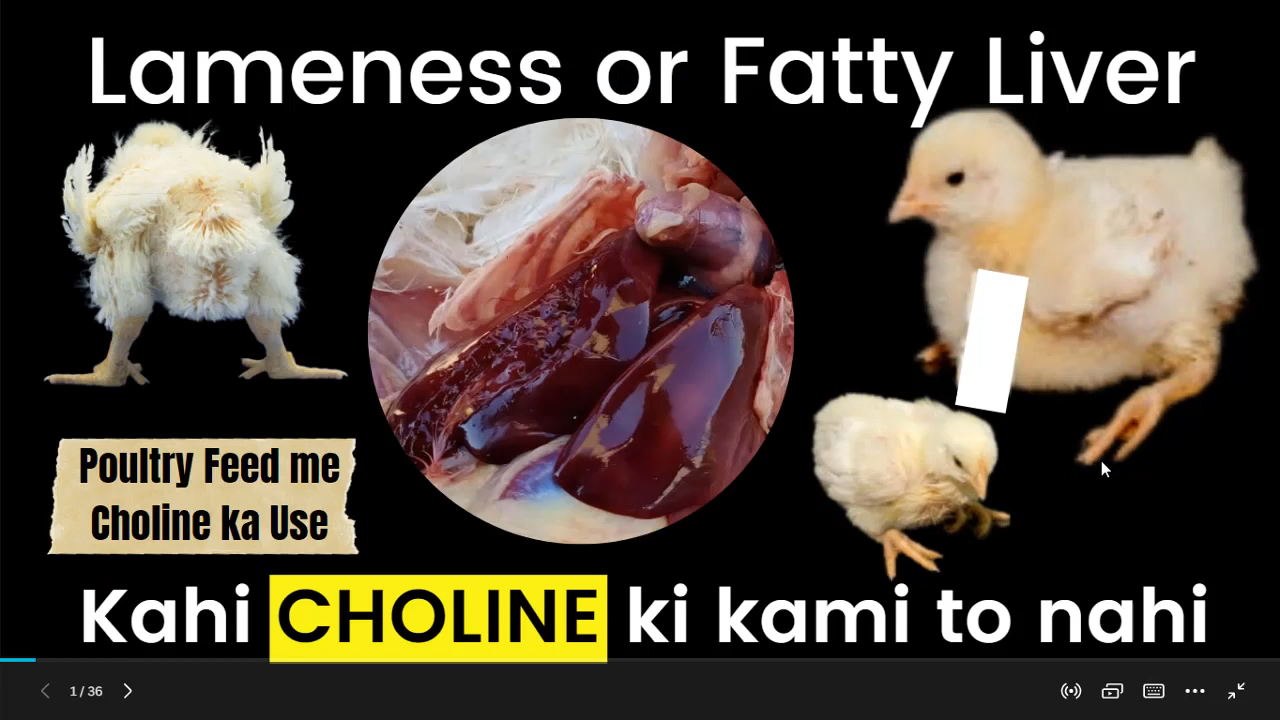 Lameness or Fatty Liver
Poultry Feed me
Choline ka Use
Kahi CHOLINE ki kami to nahi
1 / 36